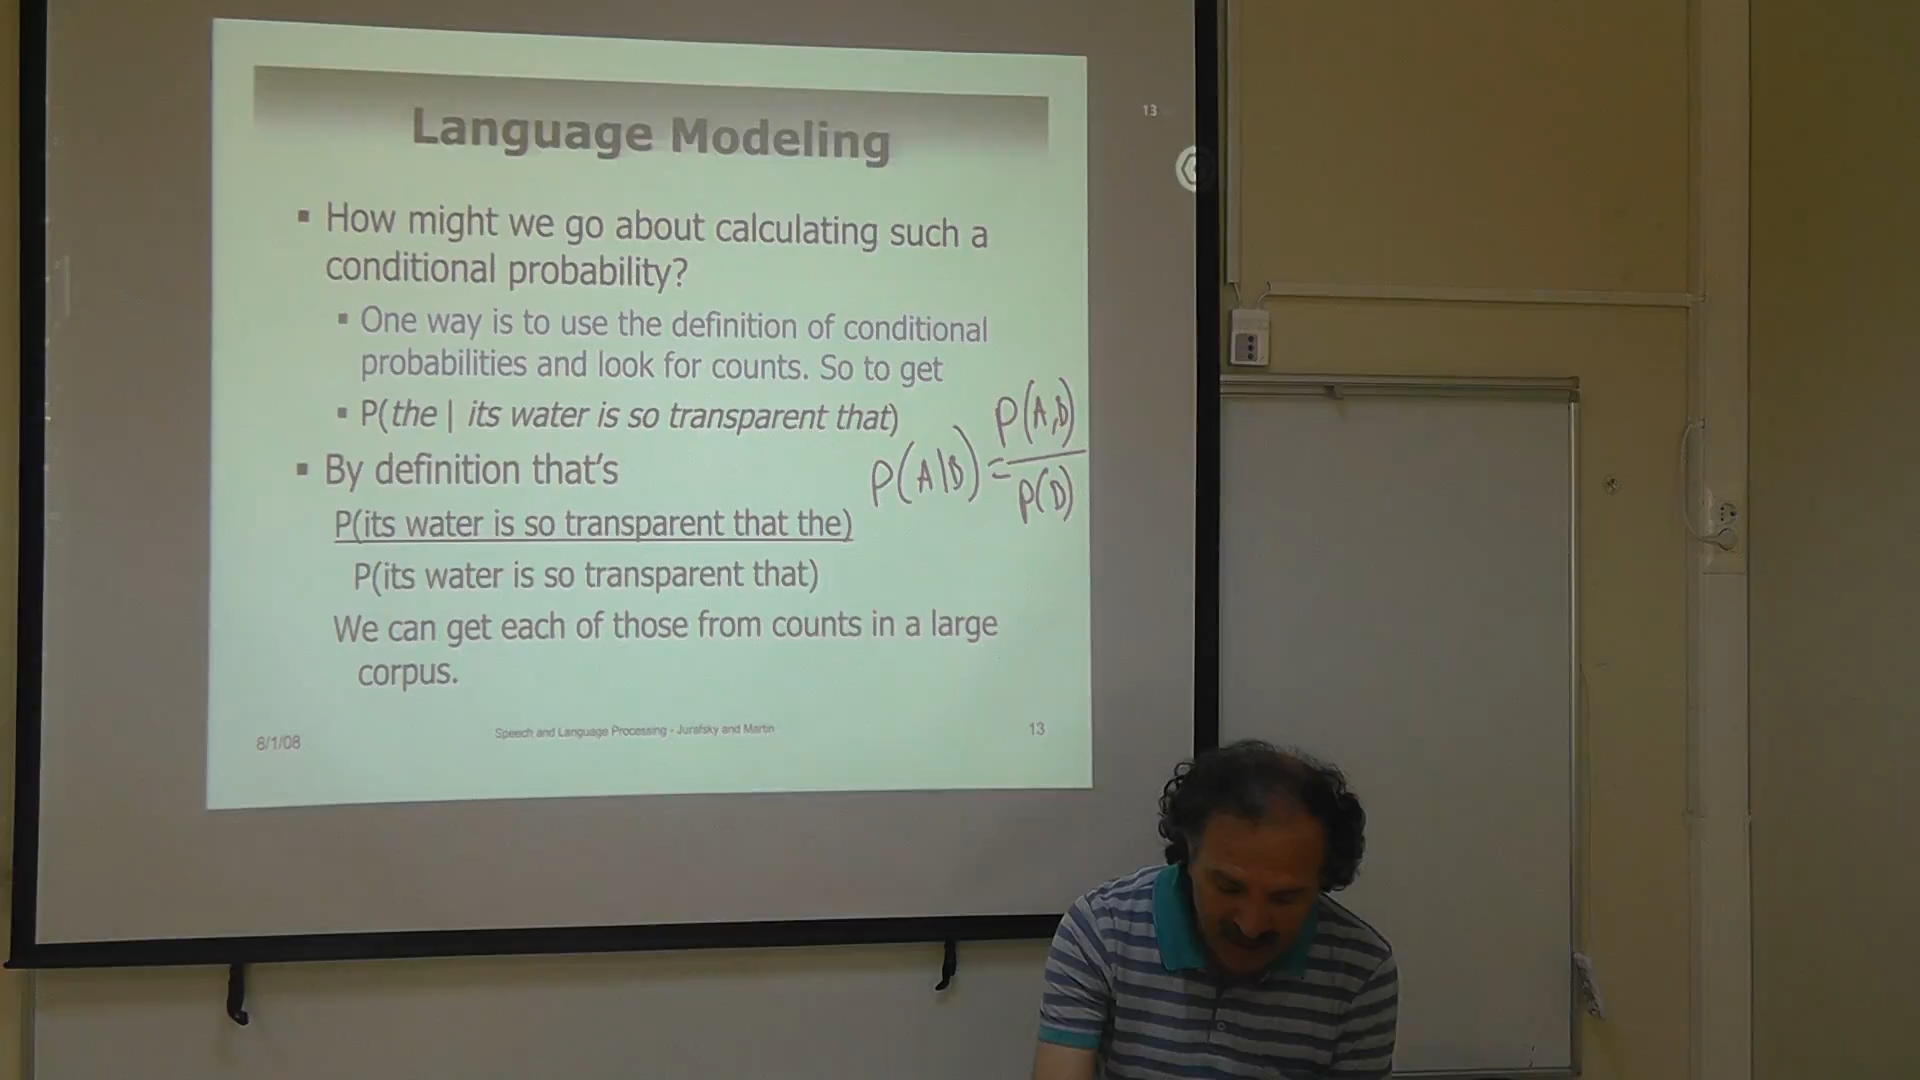 13
Language Modeling
▪ How might we go about calculating such a
conditional probability?
▪ One way is to use the definition of conditional
probabilities and look for counts. So to get
▪ P(the | its water is so transparent that)
▪ By definition that's
P(its water is so transparent that the)
P(its water is so transparent that)
P(A|B) = P(A,B)
P(B)
We can get each of those from counts in a large
corpus.
8/1/08
Speech and Language Processing - Jurafsky and Martin
13